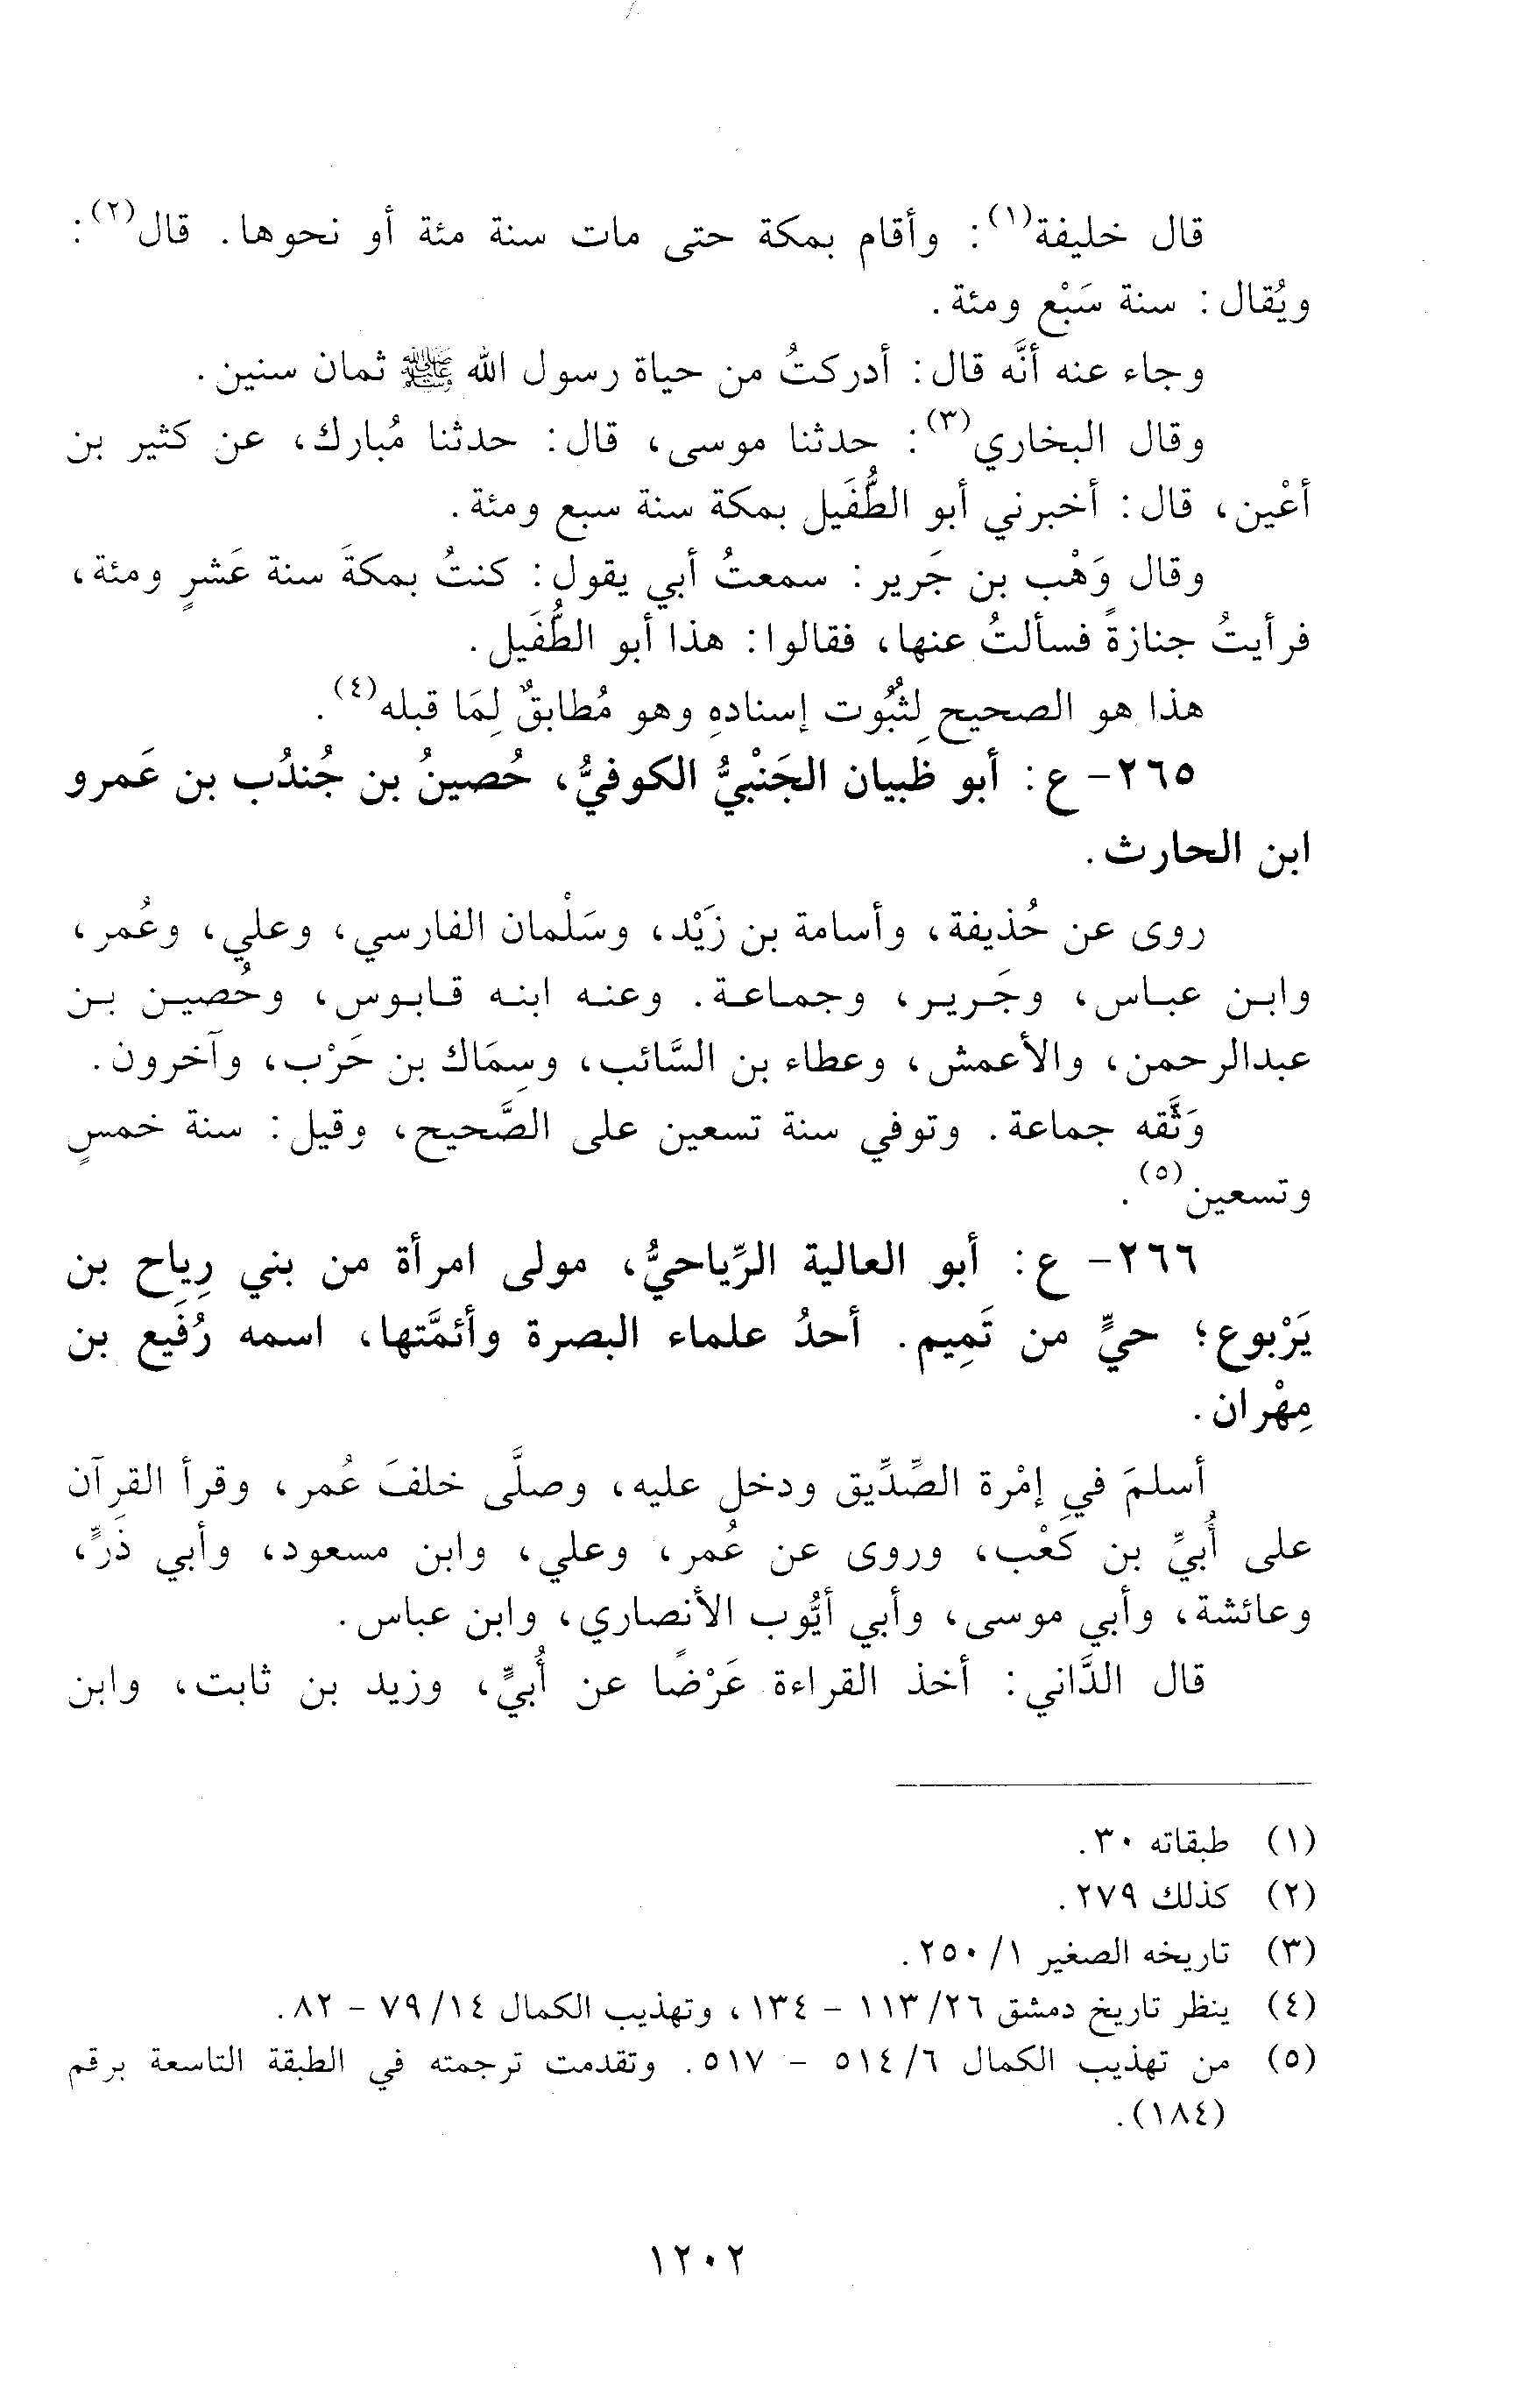 قال خليفة(١): وأقام بمكة حتى مات سنة مئة أو نحوها. قال(٢):
ويُقال: سنة سَبْع ومئة.
وجاء عنه أنَّه قال: أدركتُ من حياة رسول الله ﷺ ثمان سنين.
وقال البخاري(٣): حدثنا موسى، قال: حدثنا مُبارك، عن كثير بن
أعْين، قال: أخبرني أبو الطُّفَيل بمكة سنة سبع ومئة.
وقال وَهْب بن جَرير: سمعتُ أبي يقول: كنتُ بمكةَ سنة عَشرٍ ومئة،
فرأيتُ جنازةً فسألتُ عنها، فقالوا: هذا أبو الطُّفَيل.
هذا هو الصحيح لِثُبُوت إسنادِهِ وهو مُطابقٌ لِمَا قبله(٤).
٢٦٥- ع: أبو ظبيان الجَنْبيُّ الكوفيُّ، حُصينُ بن جُندُب بن عَمرو
ابن الحارث.
روى عن حُذيفة، وأسامة بن زَيْد، وسَلْمان الفارسي، وعلي، وعُمر،
وابن عباس، وجَرير، وجماعة. وعنه ابنه قابوس، وحُصين بن
عبدالرحمن، والأعمش، وعطاء بن السَّائب، وسِمَاك بن حَرْب، وآخرون.
وَثَّقه جماعة. وتوفي سنة تسعين على الصَّحيح، وقيل: سنة خمسٍ
وتسعين(٥).
٢٦٦- ع: أبو العالية الرِّياحيُّ، مولى امرأة من بني رِياح بن
يَرْبوع؛ حيٍّ من تَمِيم. أحدُ علماء البصرة وأئمَّتها، اسمه رُفَيع بن
مِهْران.
أسلمَ في إمْرة الصِّدِّيق ودخل عليه، وصلَّى خلفَ عُمر، وقرأ القرآن
على أُبيِّ بن كَعْب، وروى عن عُمر، وعلي، وابن مسعود، وأبي ذَرٍّ،
وعائشة، وأبي موسى، وأبي أيُّوب الأنصاري، وابن عباس.
قال الدَّاني: أخذ القراءة عَرْضًا عن أُبيٍّ، وزيد بن ثابت، وابن
(١) طبقاته ٣٠.
(٢) كذلك ٢٧٩.
(٣) تاريخه الصغير ١/ ٢٥٠.
(٤) ينظر تاريخ دمشق ٢٦/ ١١٣ - ١٣٤، وتهذيب الكمال ١٤/ ٧٩ - ٨٢.
(٥) من تهذيب الكمال ٦/ ٥١٤ - ٥١٧. وتقدمت ترجمته في الطبقة التاسعة برقم
(١٨٤).
١٢٠٢